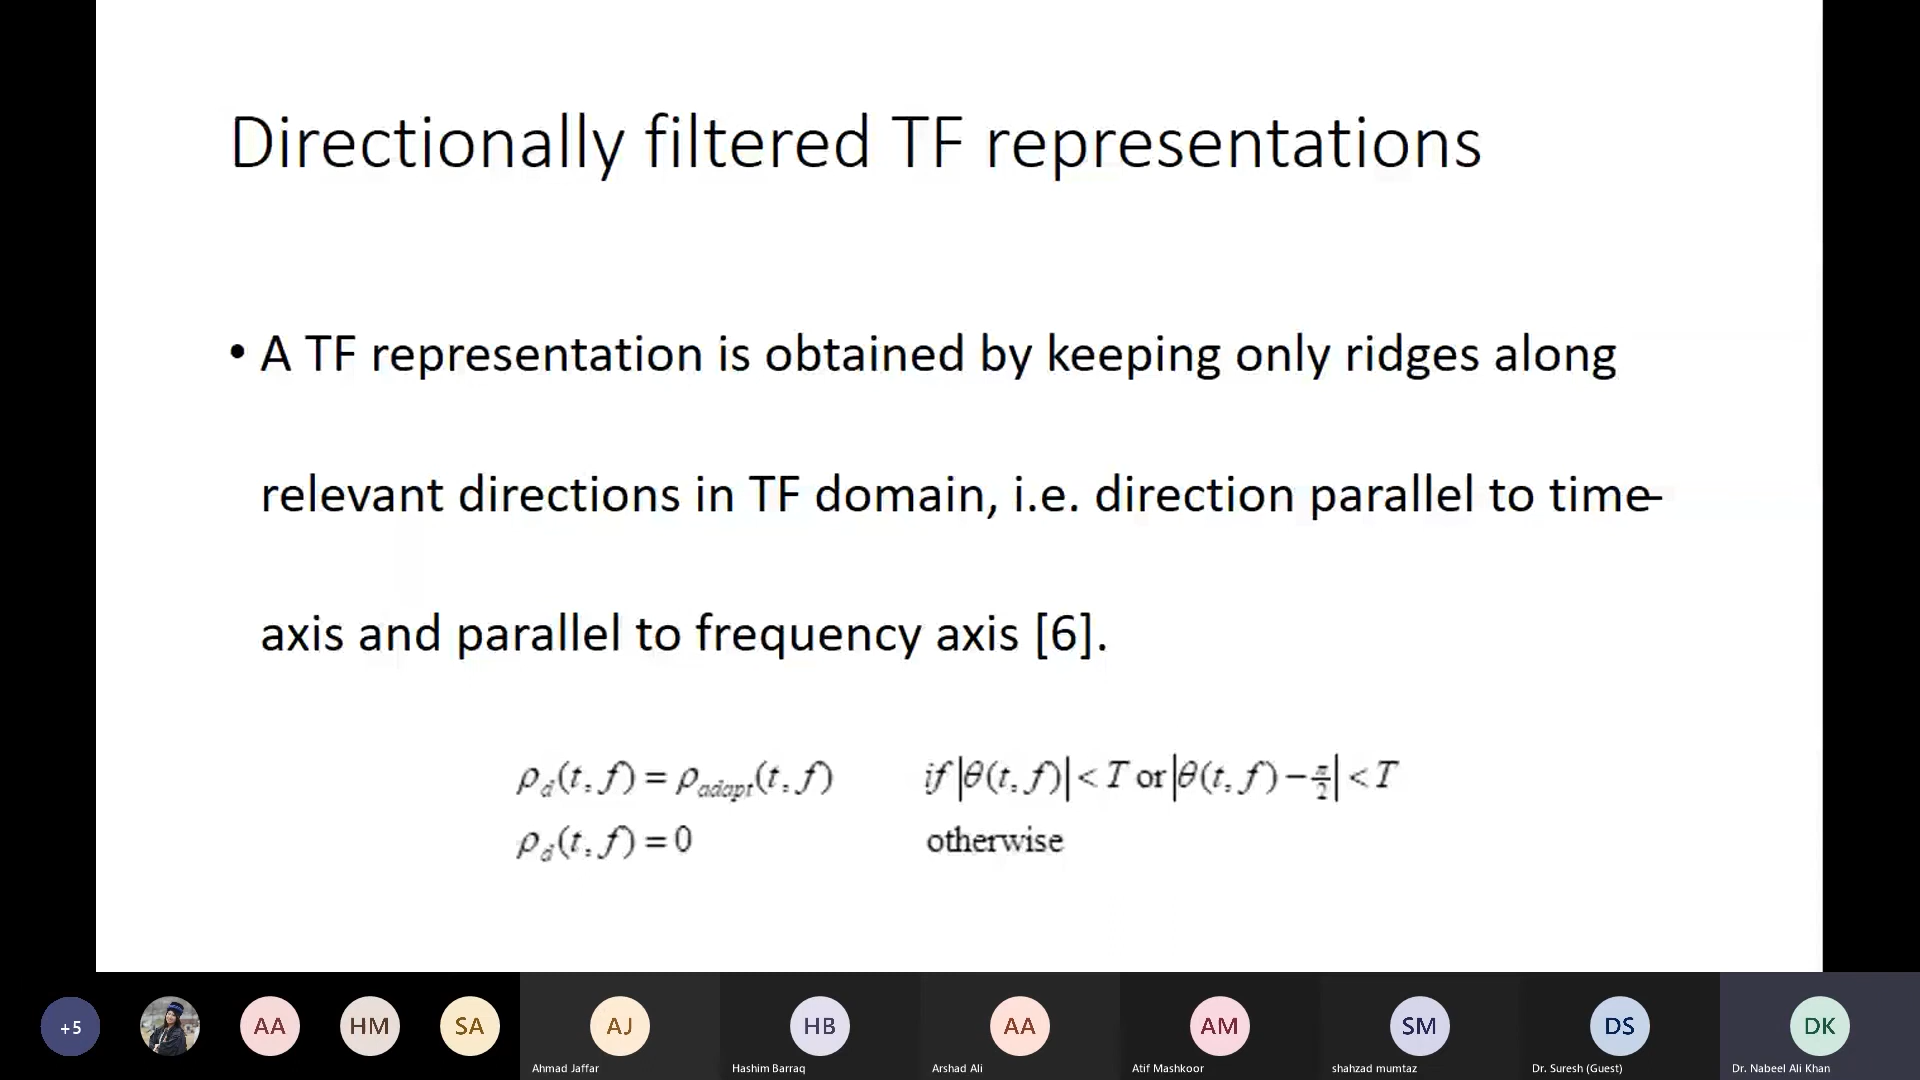 Directionally filtered TF representations
• A TF representation is obtained by keeping only ridges along
relevant directions in TF domain, i.e. direction parallel to time-
axis and parallel to frequency axis [6].
ρ_d(t, f) = ρ_adapt(t, f) if |θ(t, f)| < T or |θ(t, f) − π/2| < T
ρ_d(t, f) = 0 otherwise
+5 AA HM SA AJ HB AA AM SM DS DK
Ahmad Jaffar Hashim Barraq Arshad Ali Atif Mashkoor shahzad mumtaz Dr. Suresh (Guest) Dr. Nabeel Ali Khan